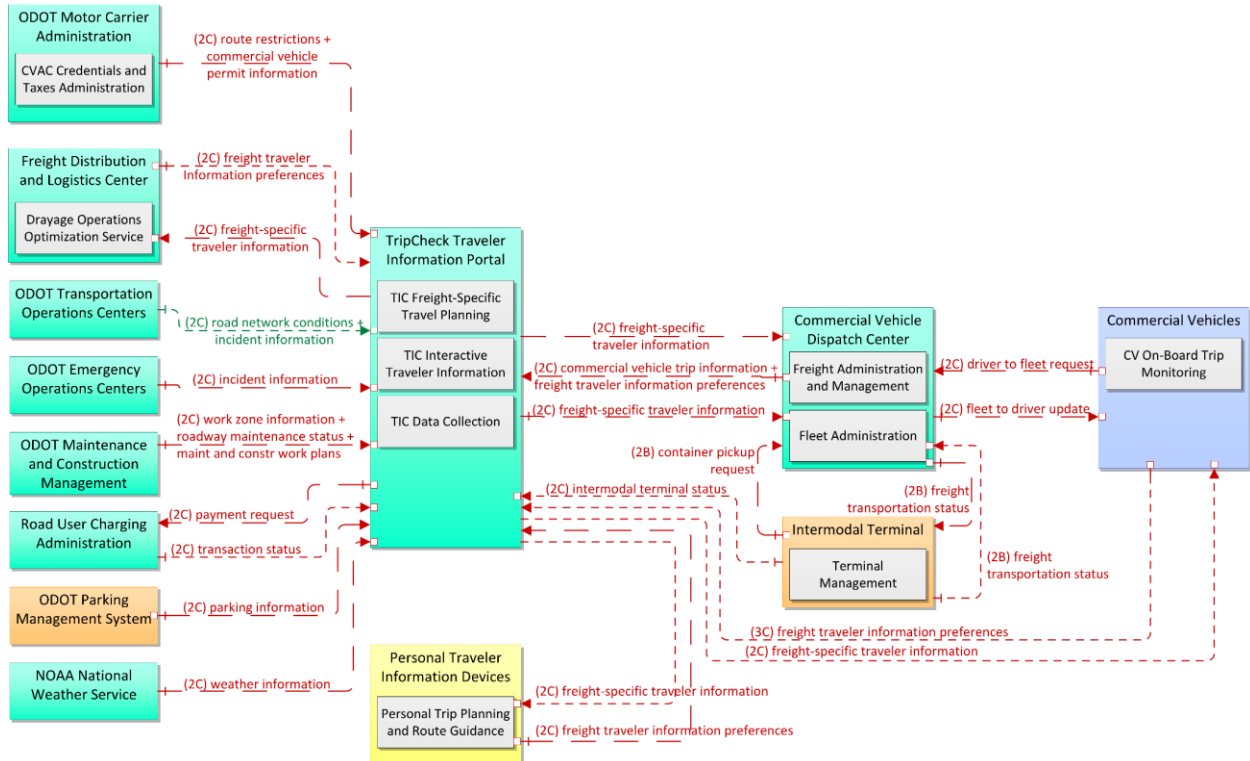 ODOT Motor Carrier
Administration
CVAC Credentials and
Taxes Administration
(2C) route restrictions +
commercial vehicle
permit information
Freight Distribution
and Logistics Center
Drayage Operations
Optimization Service
(2C) freight traveler
Information preferences
(2C) freight-specific
traveler information
ODOT Transportation
Operations Centers
(2C) road network conditions +
incident information
ODOT Emergency
Operations Centers
(2C) incident information
ODOT Maintenance
and Construction
Management
(2C) work zone information +
roadway maintenance status +
maint and constr work plans
Road User Charging
Administration
(2C) payment request
(2C) transaction status
ODOT Parking
Management System
(2C) parking information
NOAA National
Weather Service
(2C) weather information
TripCheck Traveler
Information Portal
TIC Freight-Specific
Travel Planning
TIC Interactive
Traveler Information
TIC Data Collection
Personal Traveler
Information Devices
Personal Trip Planning
and Route Guidance
(2C) freight-specific
traveler information
(2C) commercial vehicle trip information +
freight traveler information preferences
(2C) freight-specific traveler information
(2B) container pickup
request
(2C) intermodal terminal status
Commercial Vehicle
Dispatch Center
Freight Administration
and Management
Fleet Administration
(2C) driver to fleet request
(2C) fleet to driver update
Commercial Vehicles
CV On-Board Trip
Monitoring
(2B) freight
transportation status
Intermodal Terminal
Terminal
Management
(2B) freight
transportation status
(3C) freight traveler information preferences
(2C) freight-specific traveler information
(2C) freight-specific traveler information
(2C) freight traveler information preferences